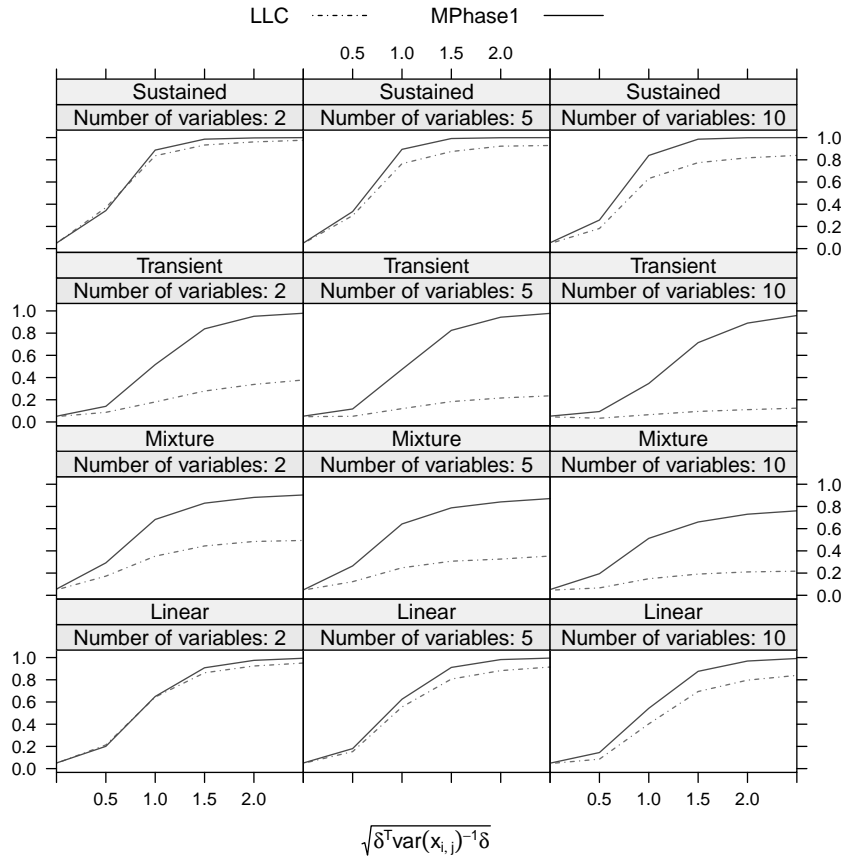 LLC MPhase1
0.5 1.0 1.5 2.0
Sustained Sustained Sustained
Number of variables: 2 Number of variables: 5 Number of variables: 10
1.0
0.8
0.6
0.4
0.2
0.0
Transient Transient Transient
Number of variables: 2 Number of variables: 5 Number of variables: 10
1.0
0.8
0.6
0.4
0.2
0.0
Mixture Mixture Mixture
Number of variables: 2 Number of variables: 5 Number of variables: 10
1.0
0.8
0.6
0.4
0.2
0.0
Linear Linear Linear
Number of variables: 2 Number of variables: 5 Number of variables: 10
1.0
0.8
0.6
0.4
0.2
0.0
0.5 1.0 1.5 2.0 0.5 1.0 1.5 2.0
√δᵀvar(xᵢ,ⱼ)⁻¹δ